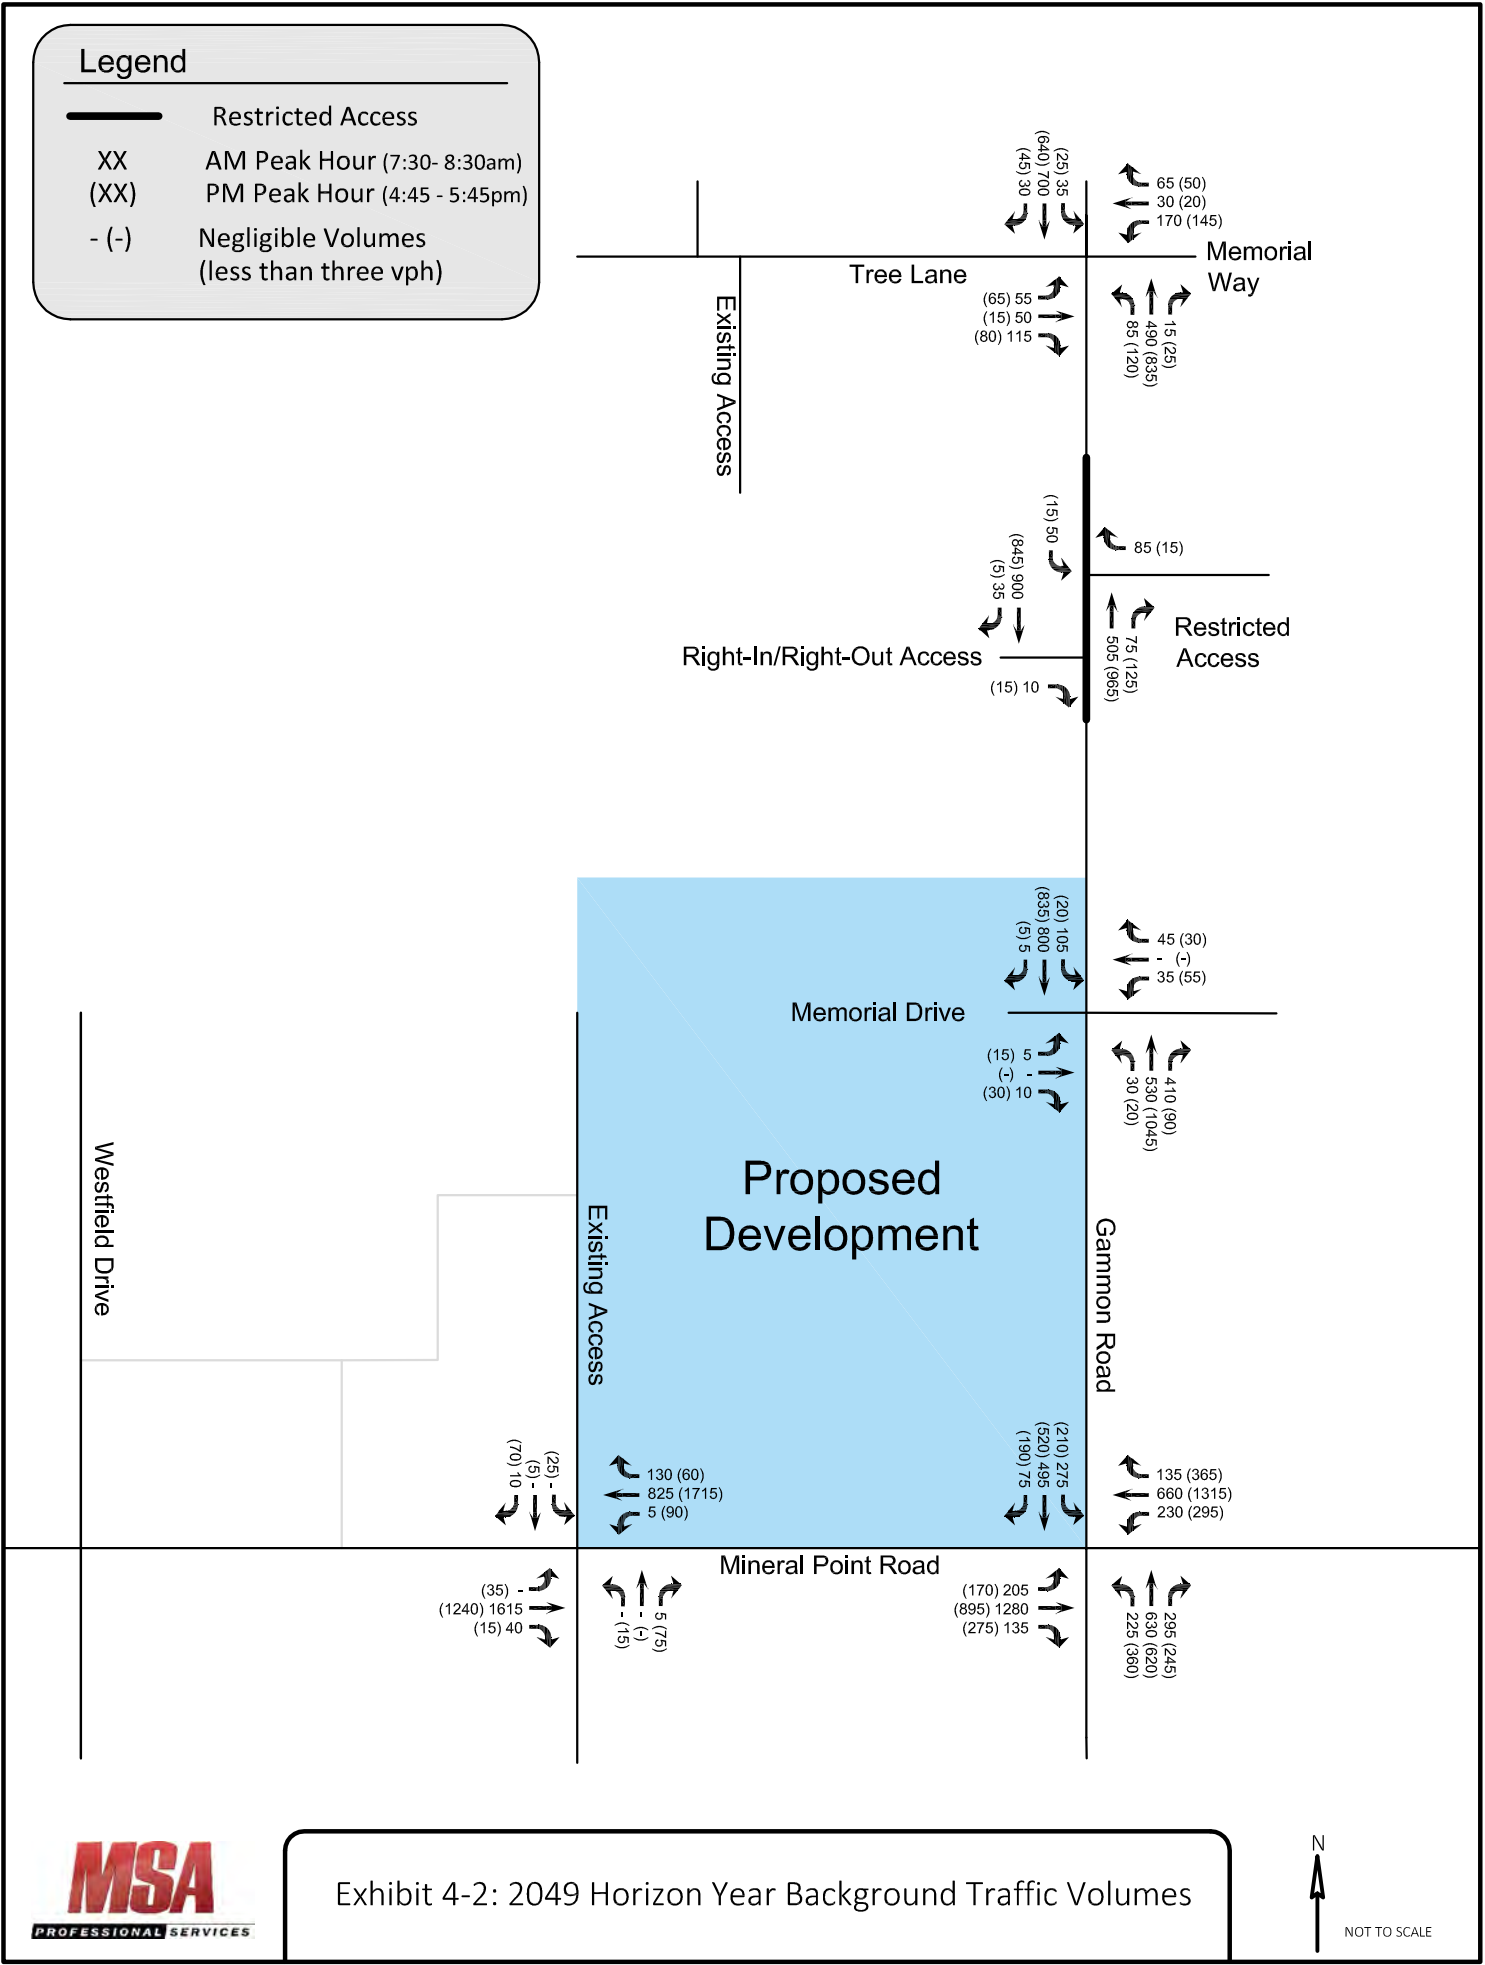 Legend
Restricted Access
XX AM Peak Hour (7:30- 8:30am)
(XX) PM Peak Hour (4:45 - 5:45pm)
- (-) Negligible Volumes
(less than three vph)
(45) 30
(640) 700
(25) 35
65 (50)
30 (20)
170 (145)
Memorial
Way
Tree Lane
(65) 55
(15) 50
(80) 115
85 (120)
490 (835)
15 (25)
Existing Access
(15) 50
85 (15)
(5) 35
(845) 900
Restricted
Access
Right-In/Right-Out Access
(15) 10
505 (965)
75 (125)
(5) 5
(835) 800
(20) 105
45 (30)
- (-)
35 (55)
Memorial Drive
(15) 5
(-) -
(30) 10
30 (20)
530 (1045)
410 (90)
Proposed
Development
Westfield Drive
Existing Access
Gammon Road
(70) 10
(5) -
(25) -
130 (60)
825 (1715)
5 (90)
(190) 75
(520) 495
(210) 275
135 (365)
660 (1315)
230 (295)
Mineral Point Road
(35) -
(1240) 1615
(15) 40
- (15)
- (-)
5 (75)
(170) 205
(895) 1280
(275) 135
225 (360)
630 (620)
295 (245)
MSA
PROFESSIONAL SERVICES
Exhibit 4-2: 2049 Horizon Year Background Traffic Volumes
N
NOT TO SCALE